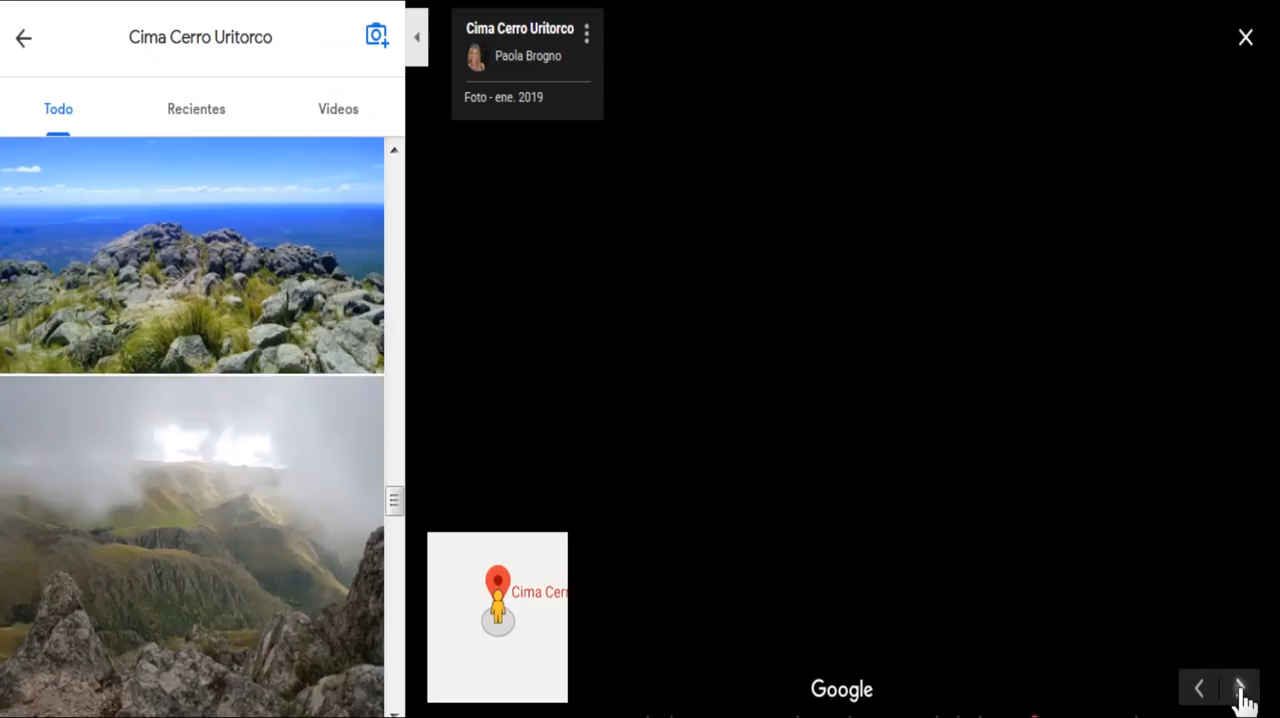 Cima Cerro Uritorco
Todo
Recientes
Videos
Cima Cerro Uritorco
Paola Brogno
Foto - ene. 2019
Cima Cerr
Google